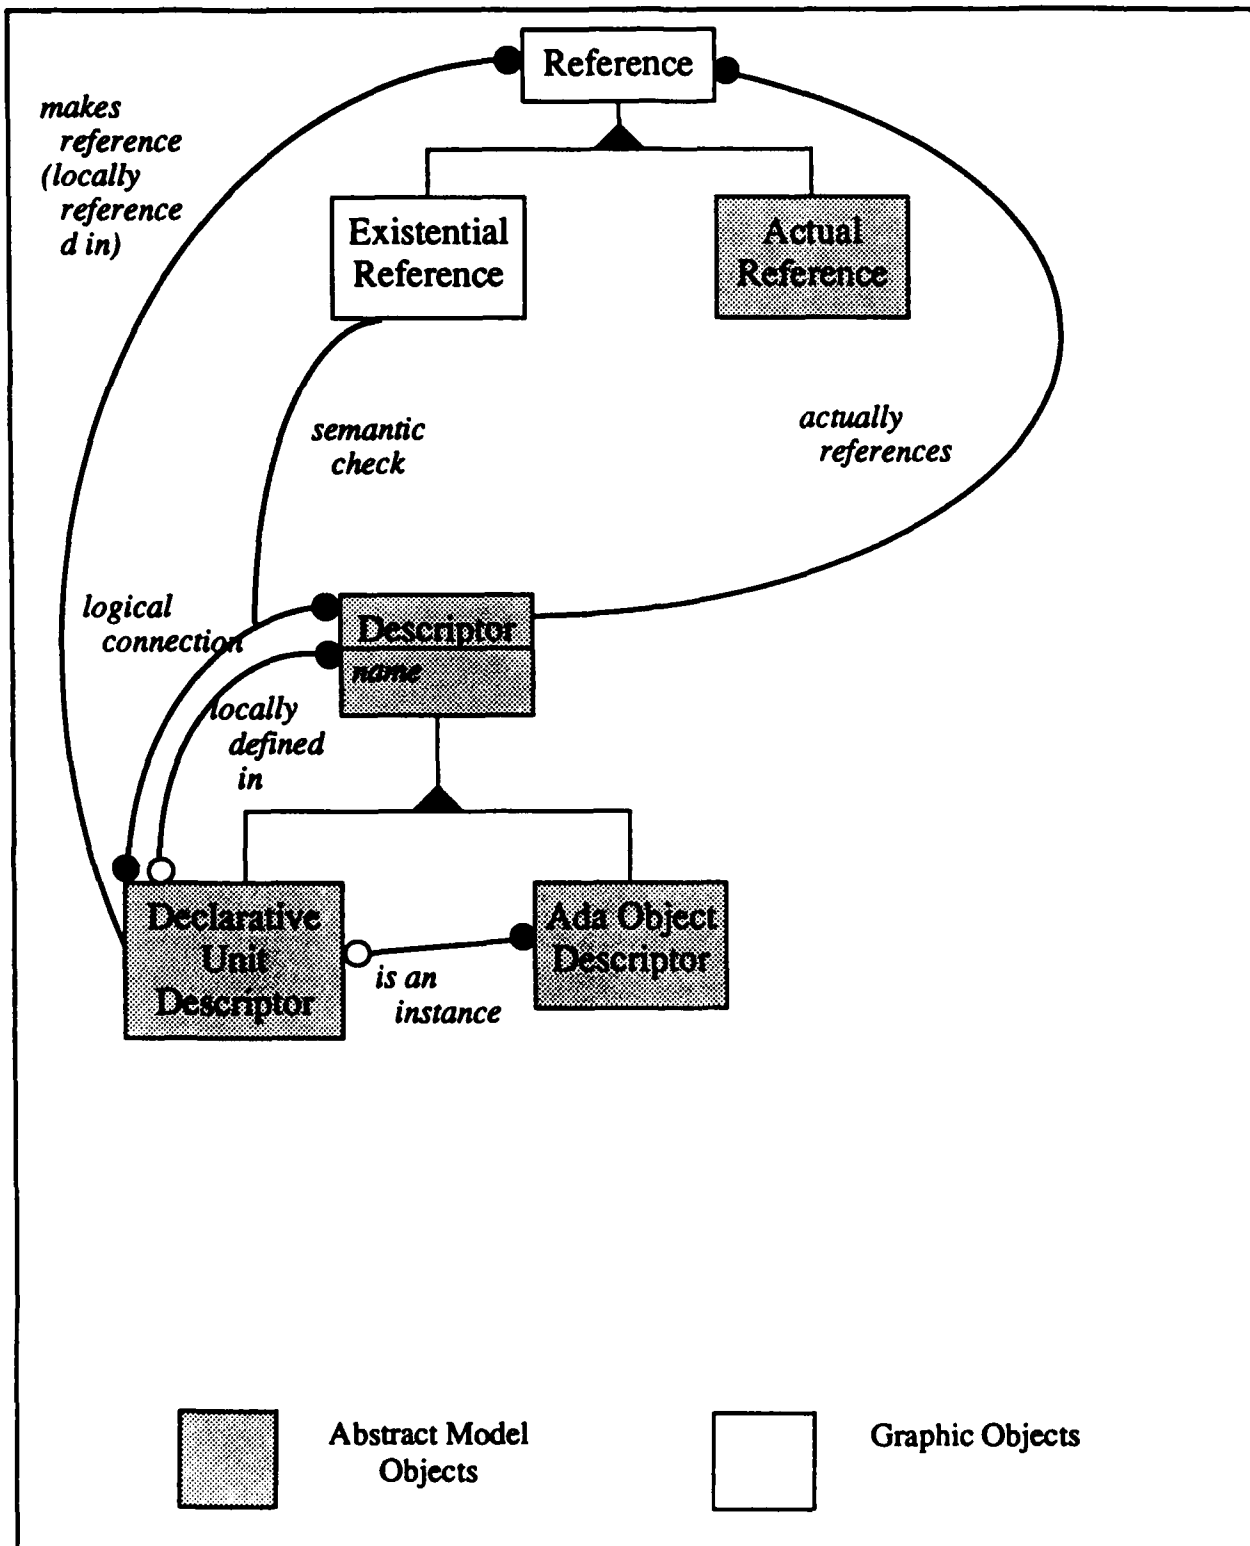 Reference
makes
reference
(locally
reference
d in)
Existential
Reference
Actual
Reference
semantic
check
actually
references
logical
connection
Descriptor
name
locally
defined
in
Declarative
Unit
Descriptor
Ada Object
Descriptor
is an
instance
Abstract Model
Objects
Graphic Objects